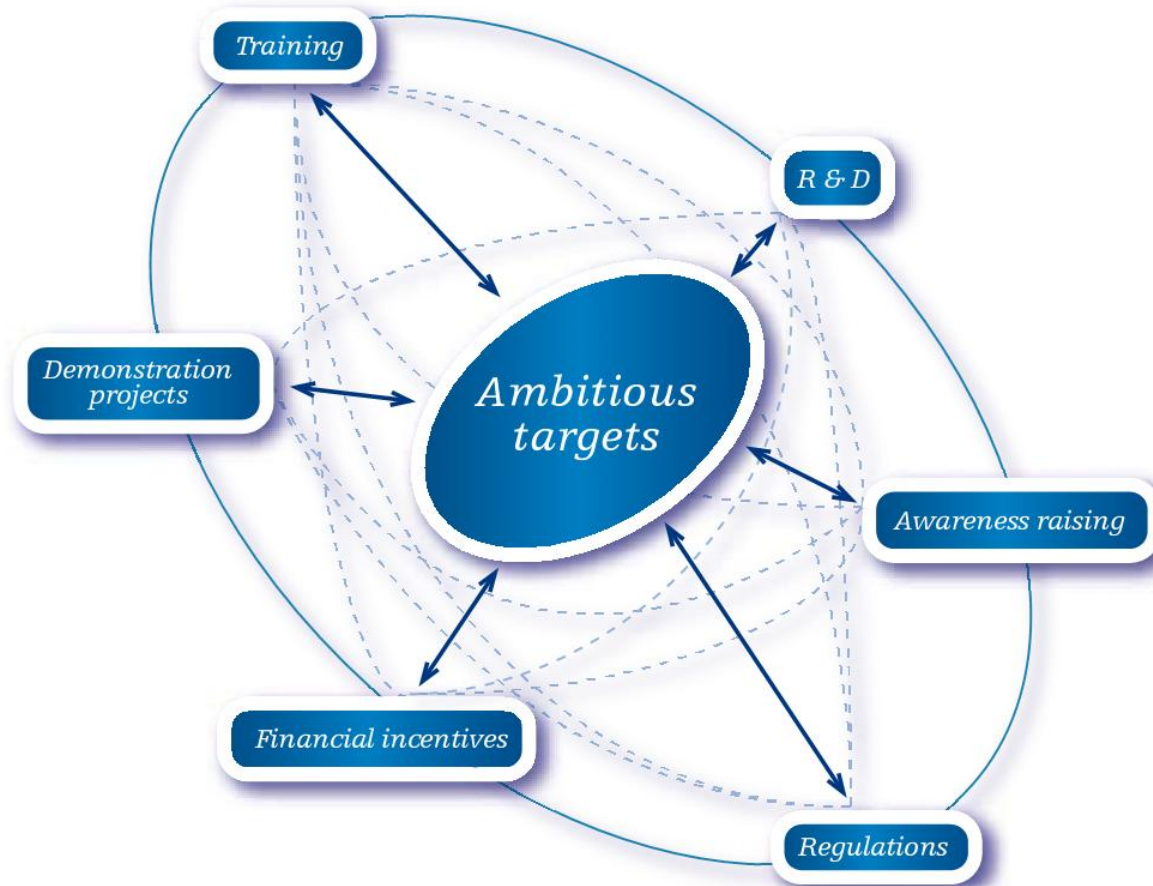 Training
R & D
Demonstration
projects
Ambitious
targets
Awareness raising
Financial incentives
Regulations